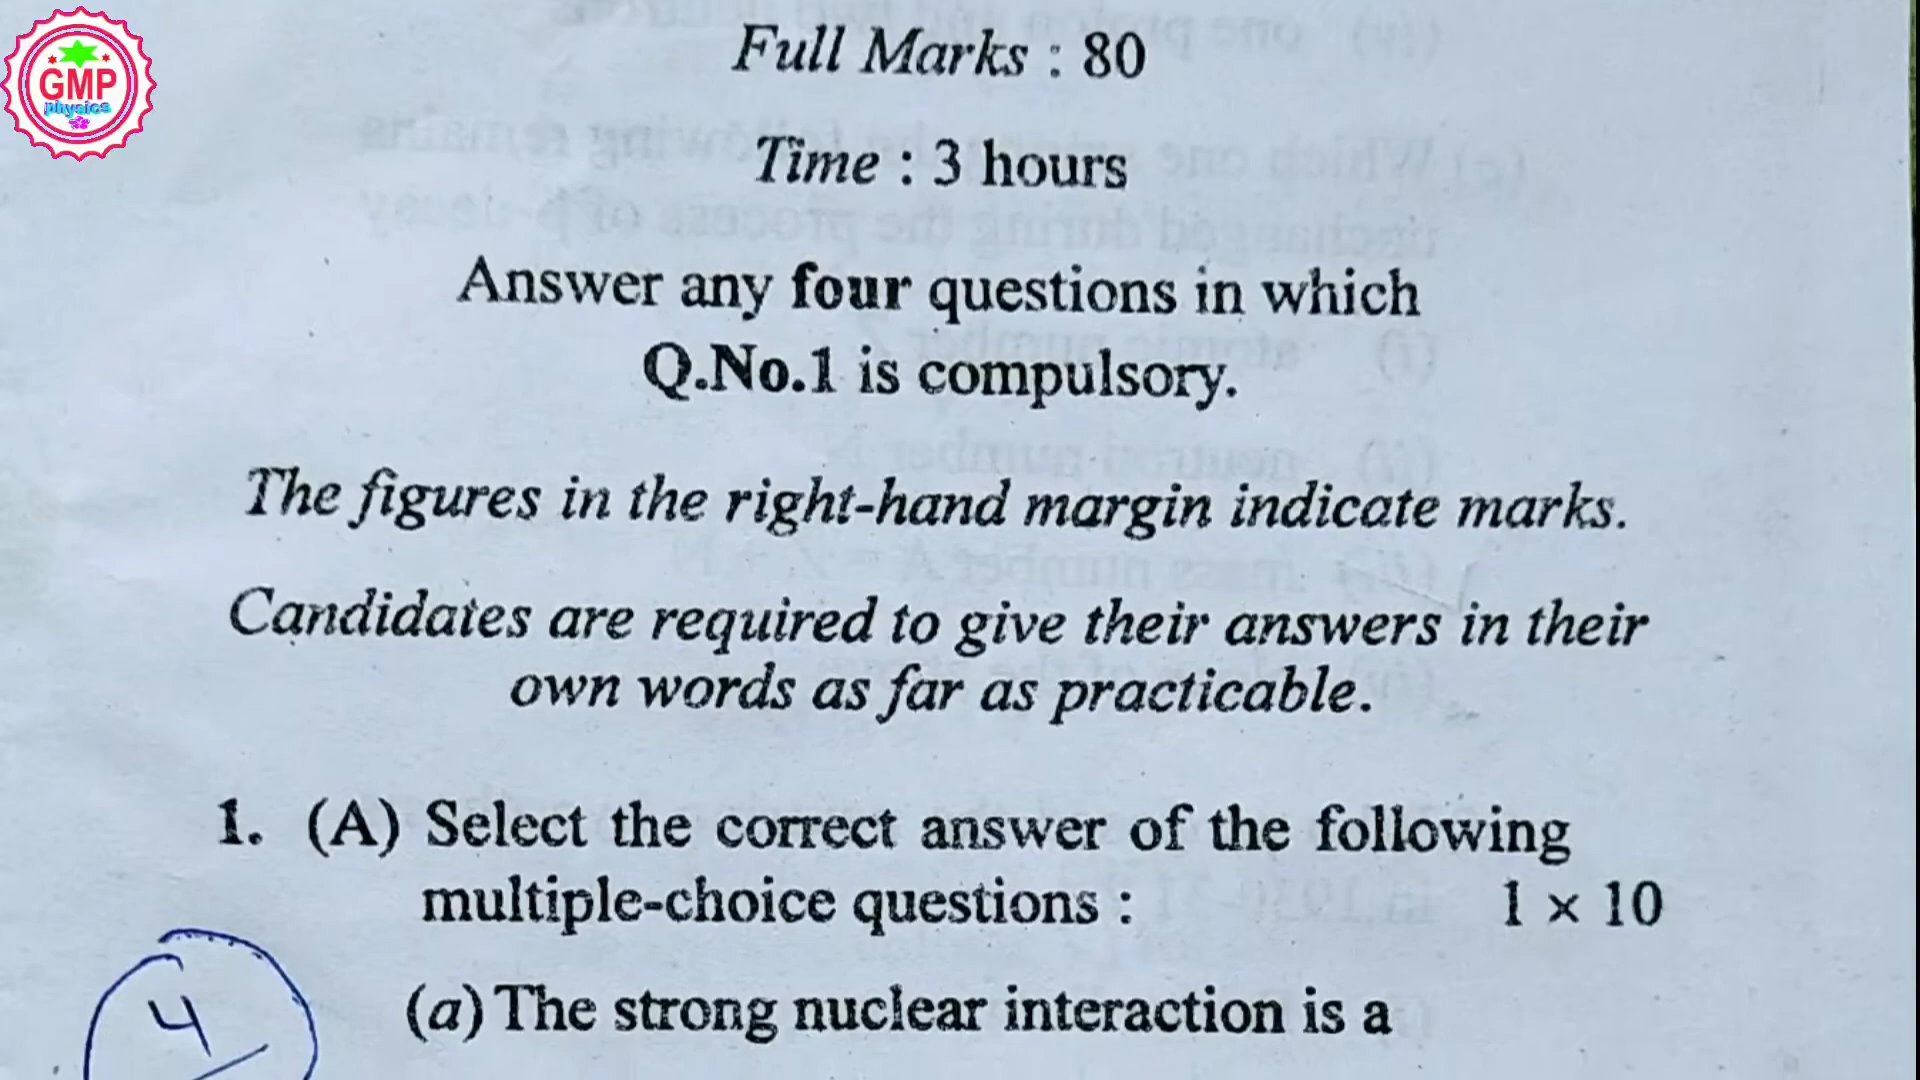 GMP
physics
Full Marks : 80
Time : 3 hours
Answer any four questions in which
Q.No.1 is compulsory.
The figures in the right-hand margin indicate marks.
Candidates are required to give their answers in their
own words as far as practicable.
1. (A) Select the correct answer of the following
multiple-choice questions : 1 × 10
(a) The strong nuclear interaction is a
4